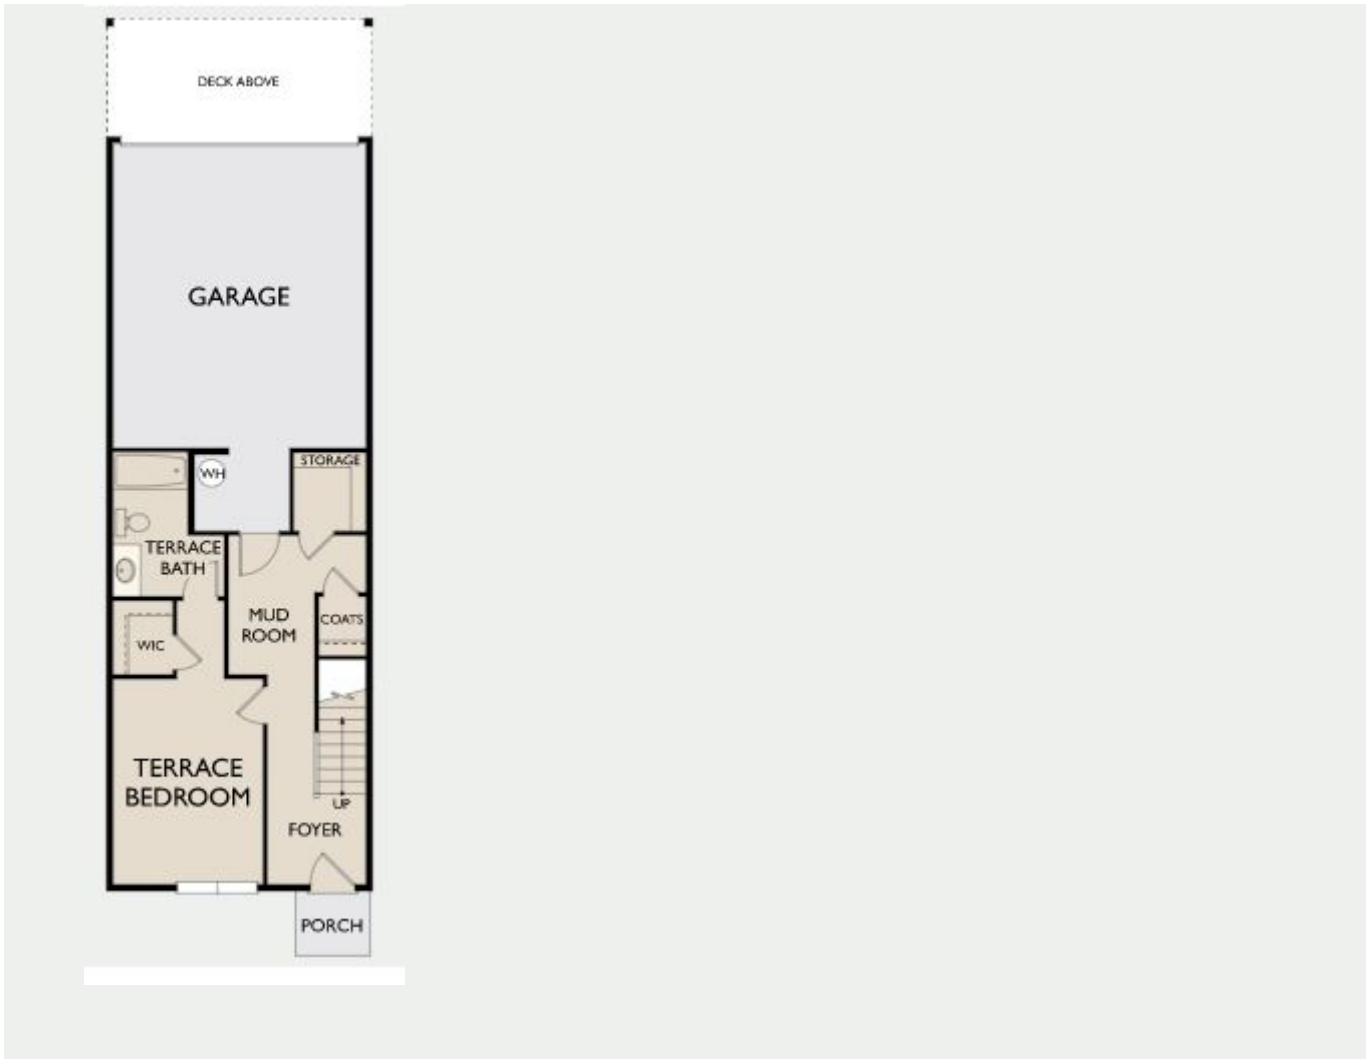 DECK ABOVE
GARAGE
STORAGE
WH
TERRACE
BATH
MUD
ROOM
COATS
WIC
TERRACE
BEDROOM
UP
FOYER
PORCH